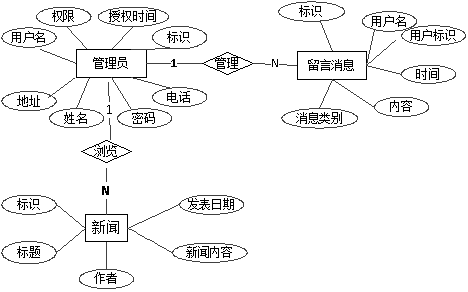 标识
权限
授权时间
用户名
用户名
标识
用户标识
管理员
1
管理
N
留言消息
时间
地址
电话
内容
姓名
1
密码
消息类别
浏览
N
标识
发表日期
新闻
标题
新闻内容
作者